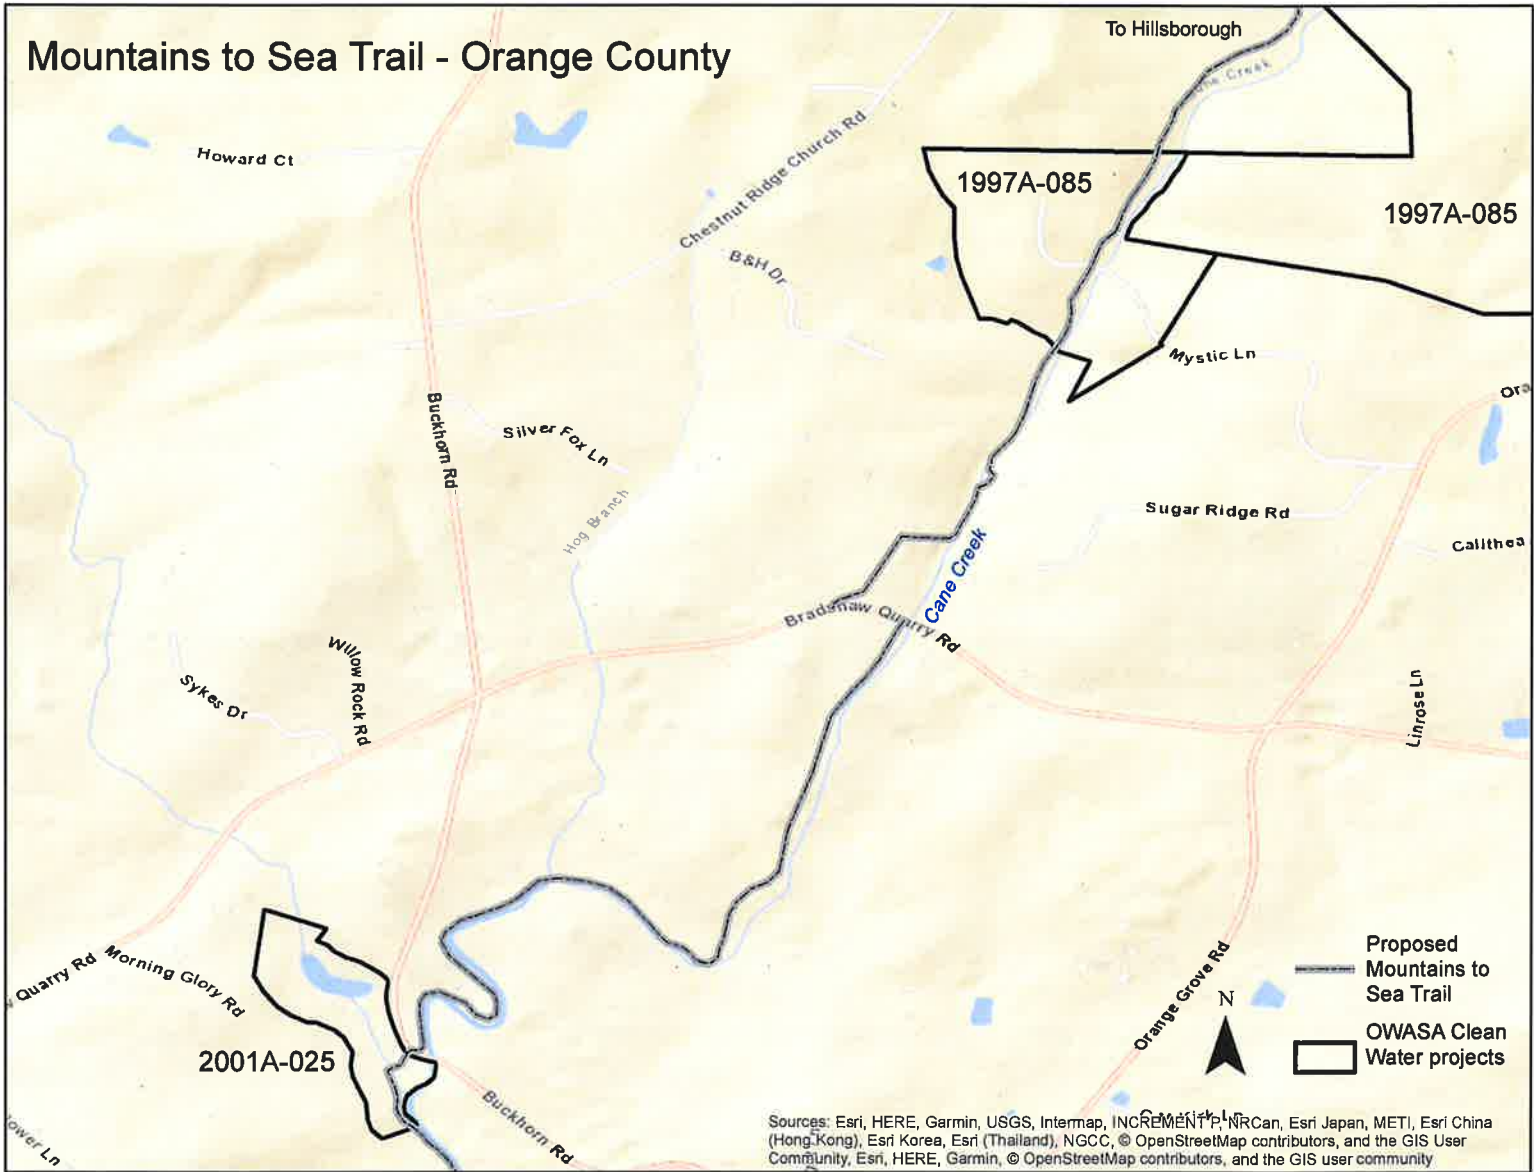 Mountains to Sea Trail - Orange County
To Hillsborough
Cane Creek
Howard Ct
Chestnut Ridge Church Rd
1997A-085
1997A-085
B&H Dr
Mystic Ln
Buckhorn Rd
Silver Fox Ln
Hog Branch
Sugar Ridge Rd
Cane Creek
Bradshaw Quarry Rd
Willow Rock Rd
Sykes Dr
Linrose Ln
Quarry Rd
Morning Glory Rd
2001A-025
Buckhorn Rd
Orange Grove Rd
N
Proposed
Mountains to
Sea Trail
OWASA Clean
Water projects
Sources: Esri, HERE, Garmin, USGS, Intermap, INCREMENT P, NRCan, Esri Japan, METI, Esri China
(Hong Kong), Esri Korea, Esri (Thailand), NGCC, © OpenStreetMap contributors, and the GIS User
Community, Esri, HERE, Garmin, © OpenStreetMap contributors, and the GIS user community